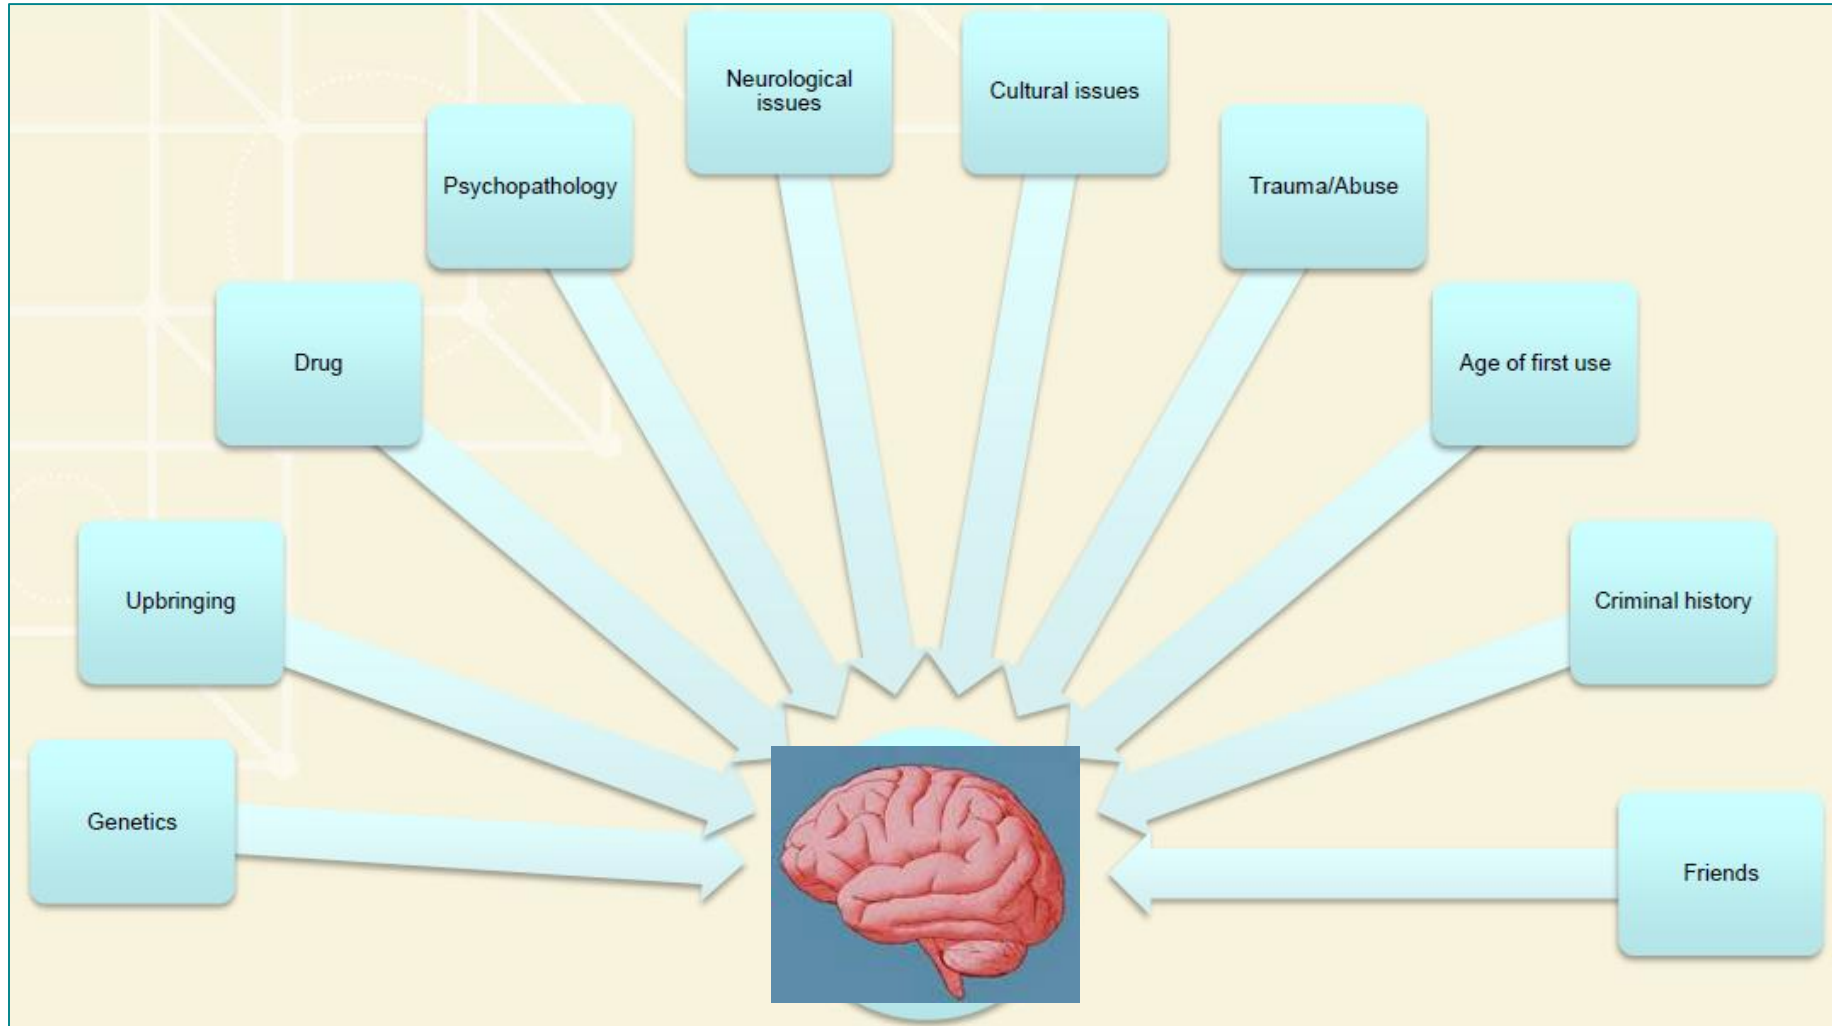 Neurological
issues
Cultural issues
Psychopathology
Trauma/Abuse
Drug
Age of first use
Upbringing
Criminal history
Genetics
Friends